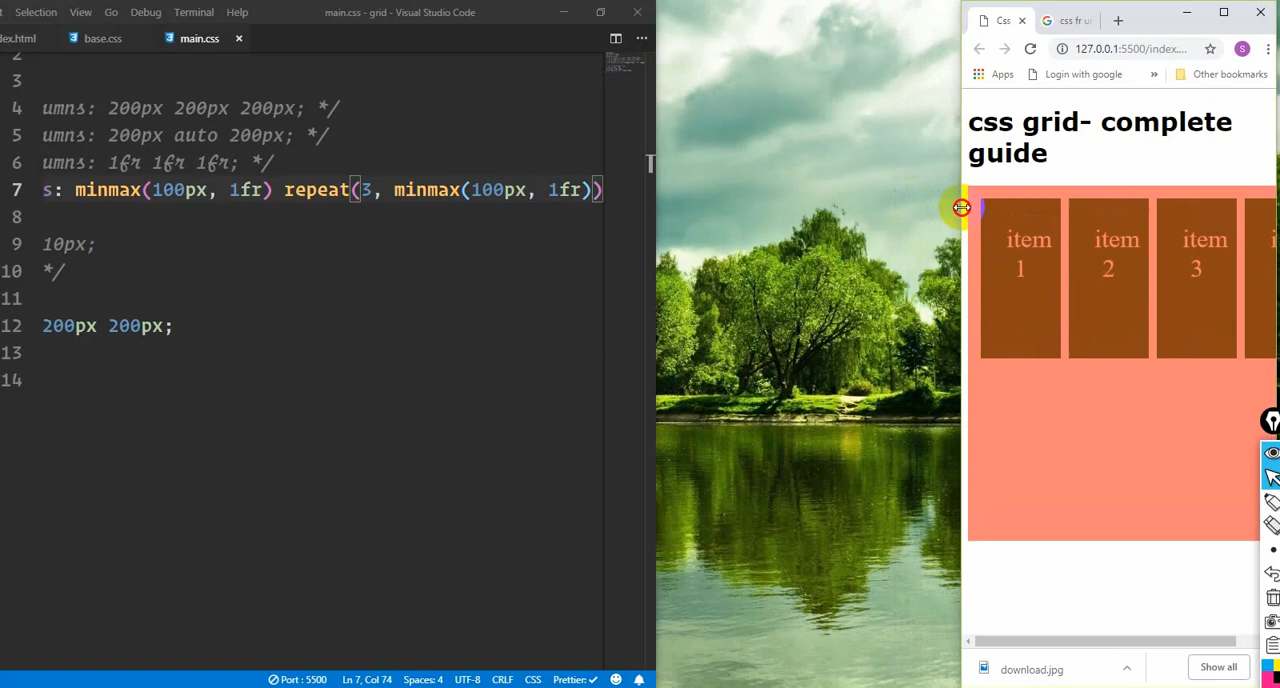 Selection View Go Debug Terminal Help main.css - grid - Visual Studio Code
dex.html base.css main.css
2
3
4 umns: 200px 200px 200px; */
5 umns: 200px auto 200px; */
6 umns: 1fr 1fr 1fr; */
7 s: minmax(100px, 1fr) repeat(3, minmax(100px, 1fr))
8
9 10px;
10 */
11
12 200px 200px;
13
14
Port : 5500 Ln 7, Col 74 Spaces: 4 UTF-8 CRLF CSS Prettier:
Css css fr u
127.0.0.1:5500/index....
Apps Login with google » Other bookmarks
css grid- complete
guide
item item item
1 2 3
download.jpg Show all